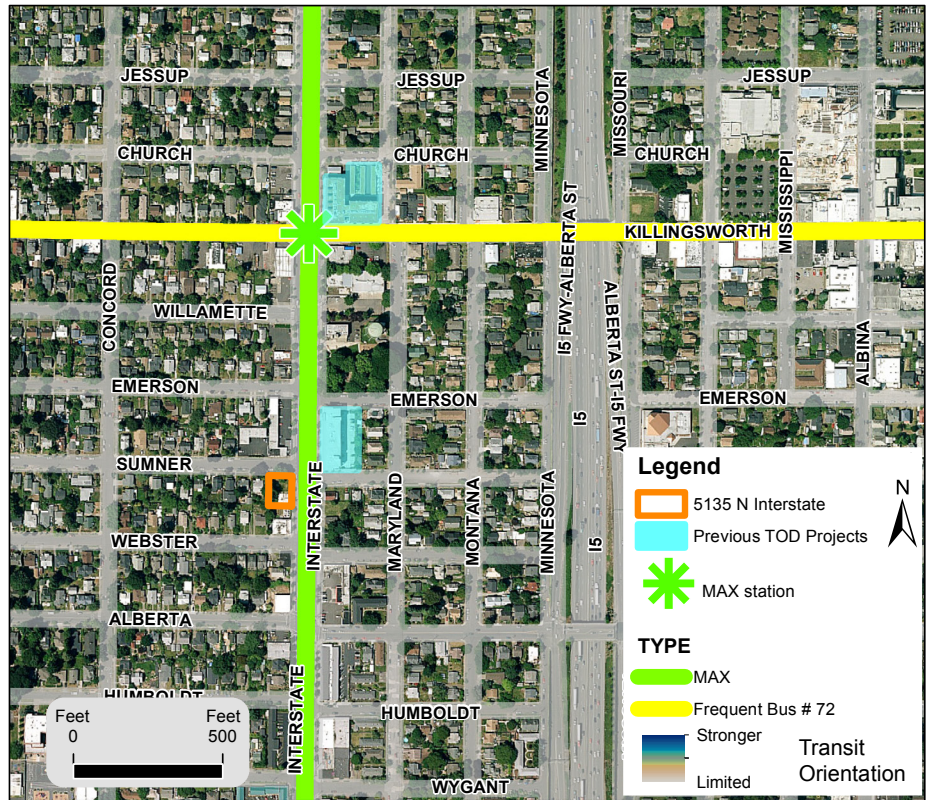 JESSUP
JESSUP
JESSUP
MINNESOTA
MISSOURI
CHURCH
CHURCH
CHURCH
MISSISSIPPI
KILLINGSWORTH
CONCORD
WILLAMETTE
I5 FWY-ALBERTA ST
ALBERTA ST-I5 FWY
ALBINA
EMERSON
EMERSON
EMERSON
I5
SUMNER
INTERSTATE
MARYLAND
MONTANA
MINNESOTA
I5
WEBSTER
ALBERTA
HUMBOLDT
HUMBOLDT
INTERSTATE
WYGANT
Feet
0
Feet
500
Legend
N
5135 N Interstate
Previous TOD Projects
MAX station
TYPE
MAX
Frequent Bus # 72
Stronger
Limited
Transit
Orientation